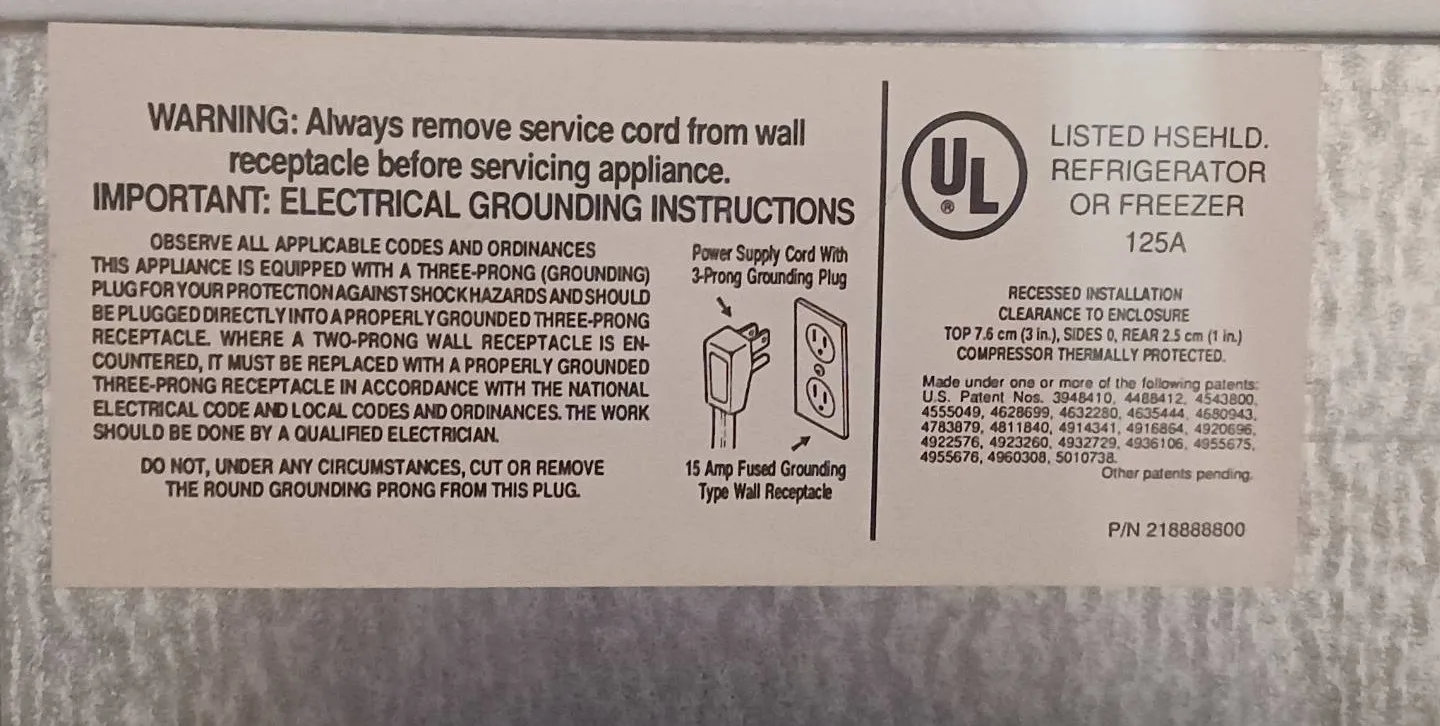 WARNING: Always remove service cord from wall
receptacle before servicing appliance.
IMPORTANT: ELECTRICAL GROUNDING INSTRUCTIONS
OBSERVE ALL APPLICABLE CODES AND ORDINANCES
THIS APPLIANCE IS EQUIPPED WITH A THREE-PRONG (GROUNDING)
PLUG FOR YOUR PROTECTION AGAINST SHOCK HAZARDS AND SHOULD
BE PLUGGED DIRECTLY INTO A PROPERLY GROUNDED THREE-PRONG
RECEPTACLE. WHERE A TWO-PRONG WALL RECEPTACLE IS EN-
COUNTERED, IT MUST BE REPLACED WITH A PROPERLY GROUNDED
THREE-PRONG RECEPTACLE IN ACCORDANCE WITH THE NATIONAL
ELECTRICAL CODE AND LOCAL CODES AND ORDINANCES. THE WORK
SHOULD BE DONE BY A QUALIFIED ELECTRICIAN.
DO NOT, UNDER ANY CIRCUMSTANCES, CUT OR REMOVE
THE ROUND GROUNDING PRONG FROM THIS PLUG.
Power Supply Cord With
3-Prong Grounding Plug
15 Amp Fused Grounding
Type Wall Receptacle
UL
®
LISTED HSEHLD.
REFRIGERATOR
OR FREEZER
125A
RECESSED INSTALLATION
CLEARANCE TO ENCLOSURE
TOP 7.6 cm (3 in.), SIDES 0, REAR 2.5 cm (1 in.)
COMPRESSOR THERMALLY PROTECTED.
Made under one or more of the following patents:
U.S. Patent Nos. 3948410, 4488412, 4543800,
4555049, 4628699, 4632280, 4635444, 4680943,
4783879, 4811840, 4914341, 4916864, 4920696,
4922576, 4923260, 4932729, 4936106, 4955675,
4955676, 4960308, 5010738.
Other patents pending.
P/N 218888800